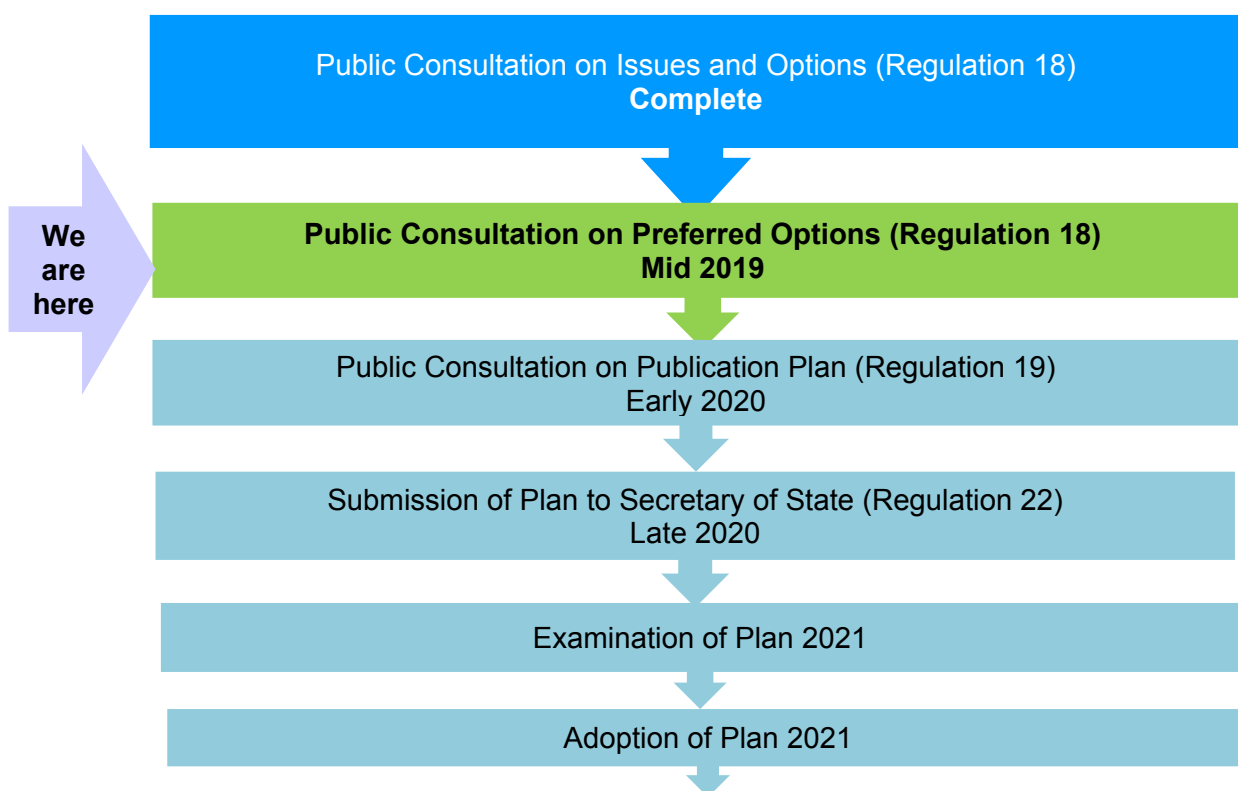 Public Consultation on Issues and Options (Regulation 18)
Complete
We
are
here
Public Consultation on Preferred Options (Regulation 18)
Mid 2019
Public Consultation on Publication Plan (Regulation 19)
Early 2020
Submission of Plan to Secretary of State (Regulation 22)
Late 2020
Examination of Plan 2021
Adoption of Plan 2021